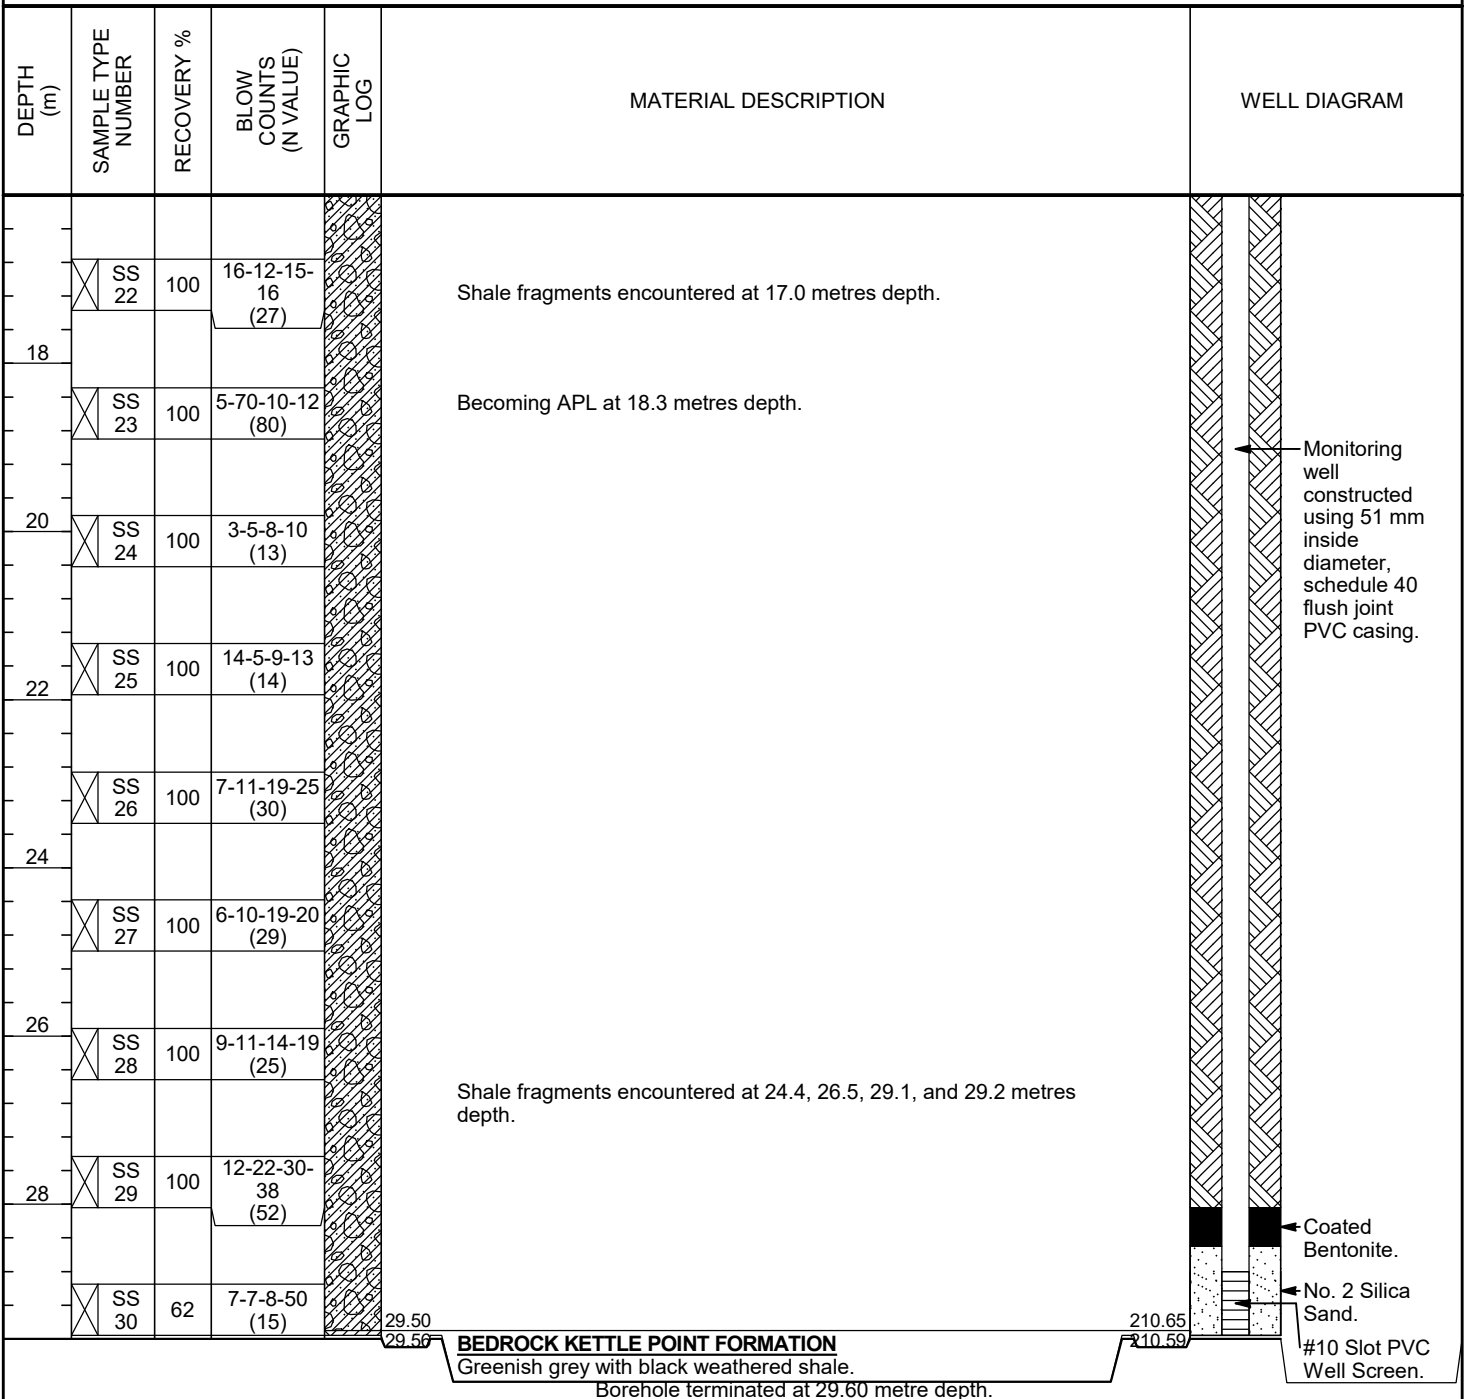 DEPTH
(m)
SAMPLE TYPE
NUMBER
RECOVERY %
BLOW
COUNTS
(N VALUE)
GRAPHIC
LOG
MATERIAL DESCRIPTION
WELL DIAGRAM
SS
22
100
16-12-15-
16
(27)
Shale fragments encountered at 17.0 metres depth.
18
SS
23
100
5-70-10-12
(80)
Becoming APL at 18.3 metres depth.
Monitoring
well
constructed
using 51 mm
inside
diameter,
schedule 40
flush joint
PVC casing.
20
SS
24
100
3-5-8-10
(13)
SS
25
100
14-5-9-13
(14)
22
SS
26
100
7-11-19-25
(30)
24
SS
27
100
6-10-19-20
(29)
26
SS
28
100
9-11-14-19
(25)
Shale fragments encountered at 24.4, 26.5, 29.1, and 29.2 metres
depth.
SS
29
100
12-22-30-
38
(52)
28
Coated
Bentonite.
SS
30
62
7-7-8-50
(15)
No. 2 Silica
Sand.
29.50
210.65
29.56
BEDROCK KETTLE POINT FORMATION
210.59
#10 Slot PVC
Well Screen.
Greenish grey with black weathered shale.
Borehole terminated at 29.60 metre depth.